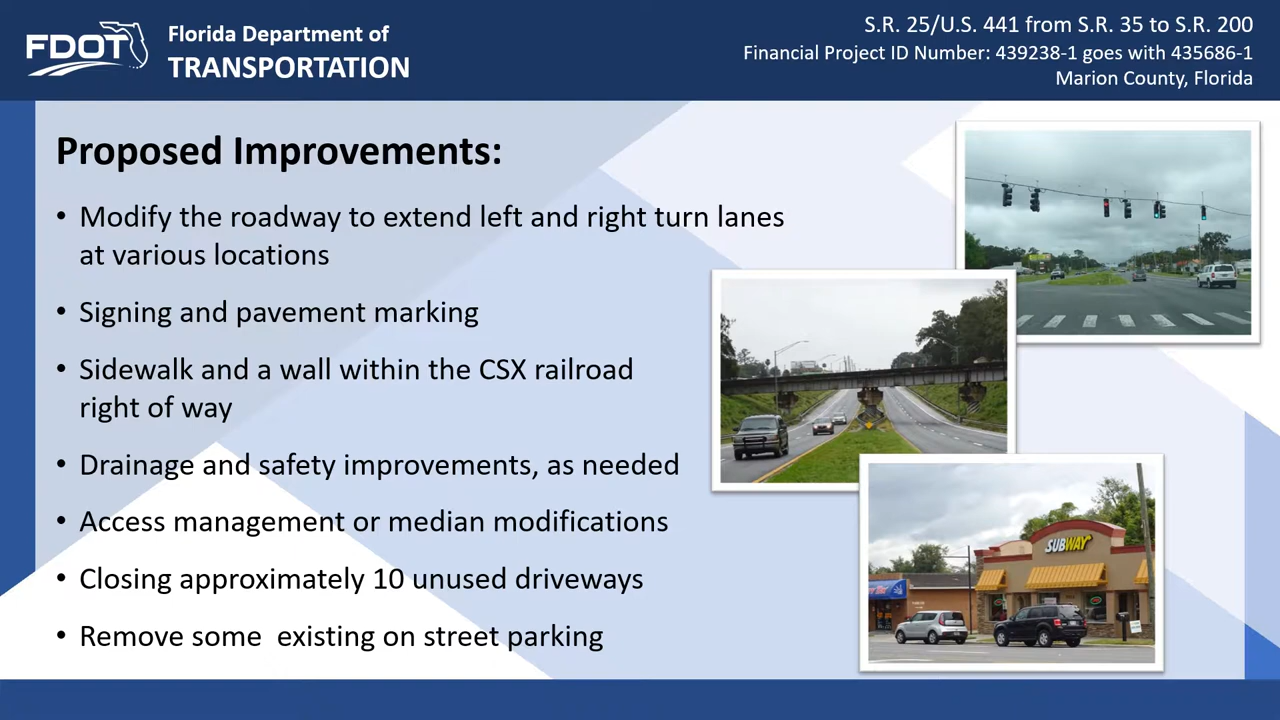 FDOT
Florida Department of
TRANSPORTATION
S.R. 25/U.S. 441 from S.R. 35 to S.R. 200
Financial Project ID Number: 439238-1 goes with 435686-1
Marion County, Florida
Proposed Improvements:
• Modify the roadway to extend left and right turn lanes
at various locations
• Signing and pavement marking
• Sidewalk and a wall within the CSX railroad
right of way
• Drainage and safety improvements, as needed
• Access management or median modifications
• Closing approximately 10 unused driveways
• Remove some  existing on street parking
SUBWAY